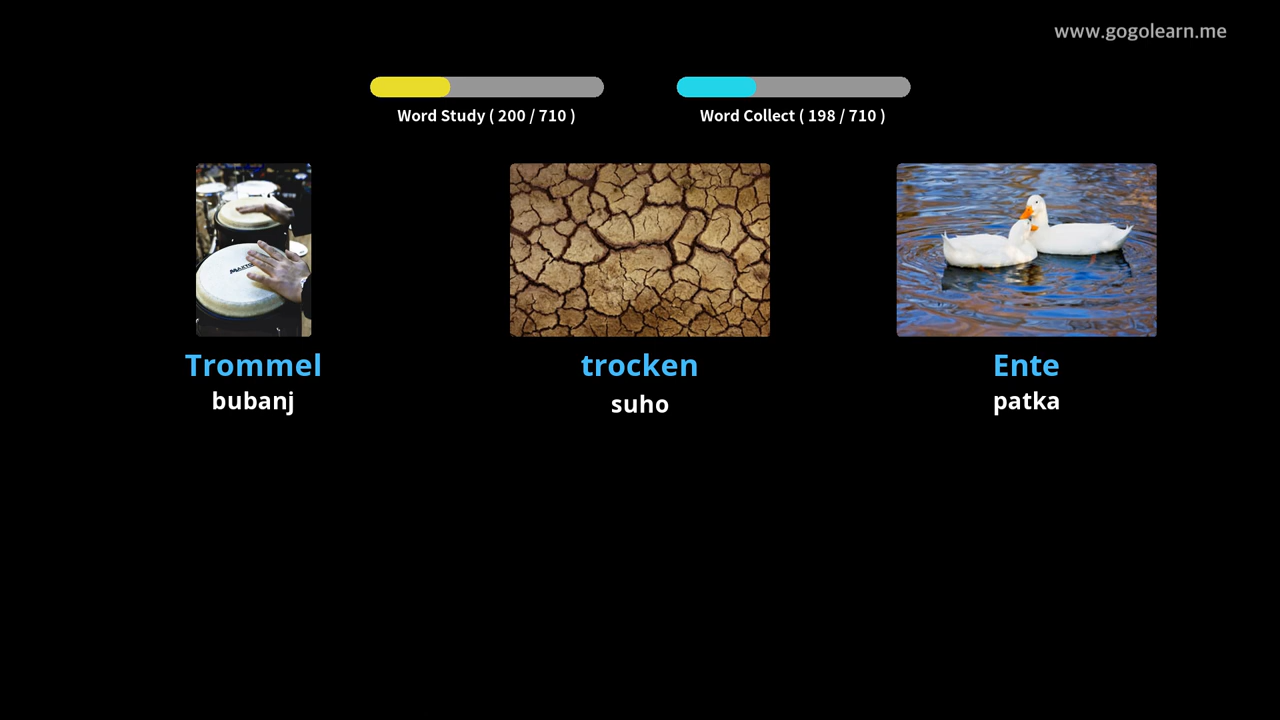 www.gogolearn.me
Word Study ( 200 / 710 )
Word Collect ( 198 / 710 )
Trommel
bubanj
trocken
suho
Ente
patka